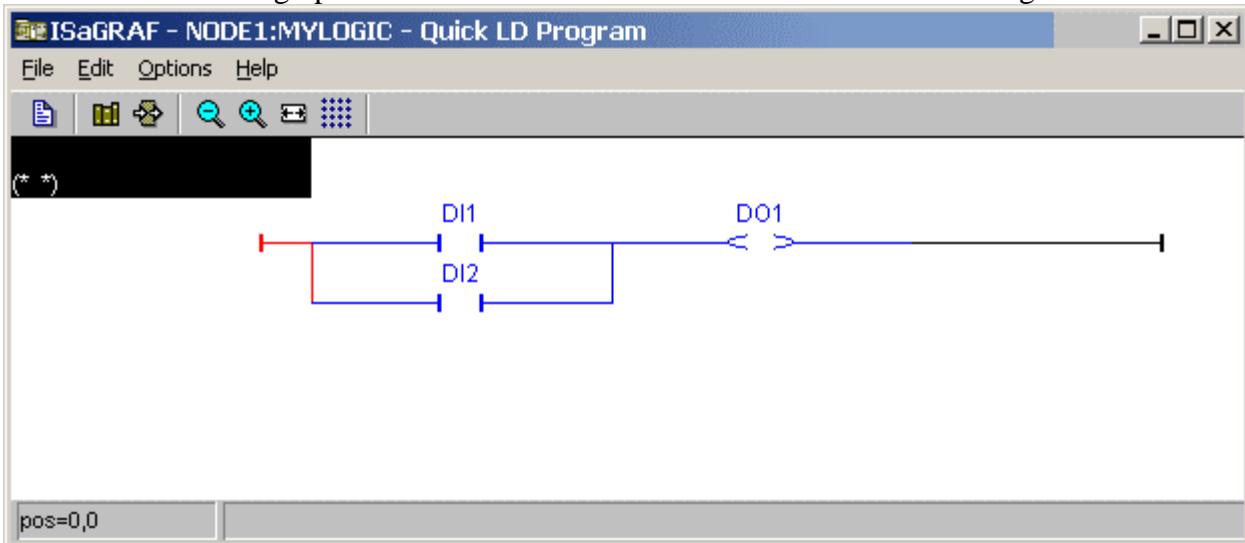 ISaGRAF - NODE1:MYLOGIC - Quick LD Program
File Edit Options Help
(* *)
DI1 DO1
DI2
pos=0,0